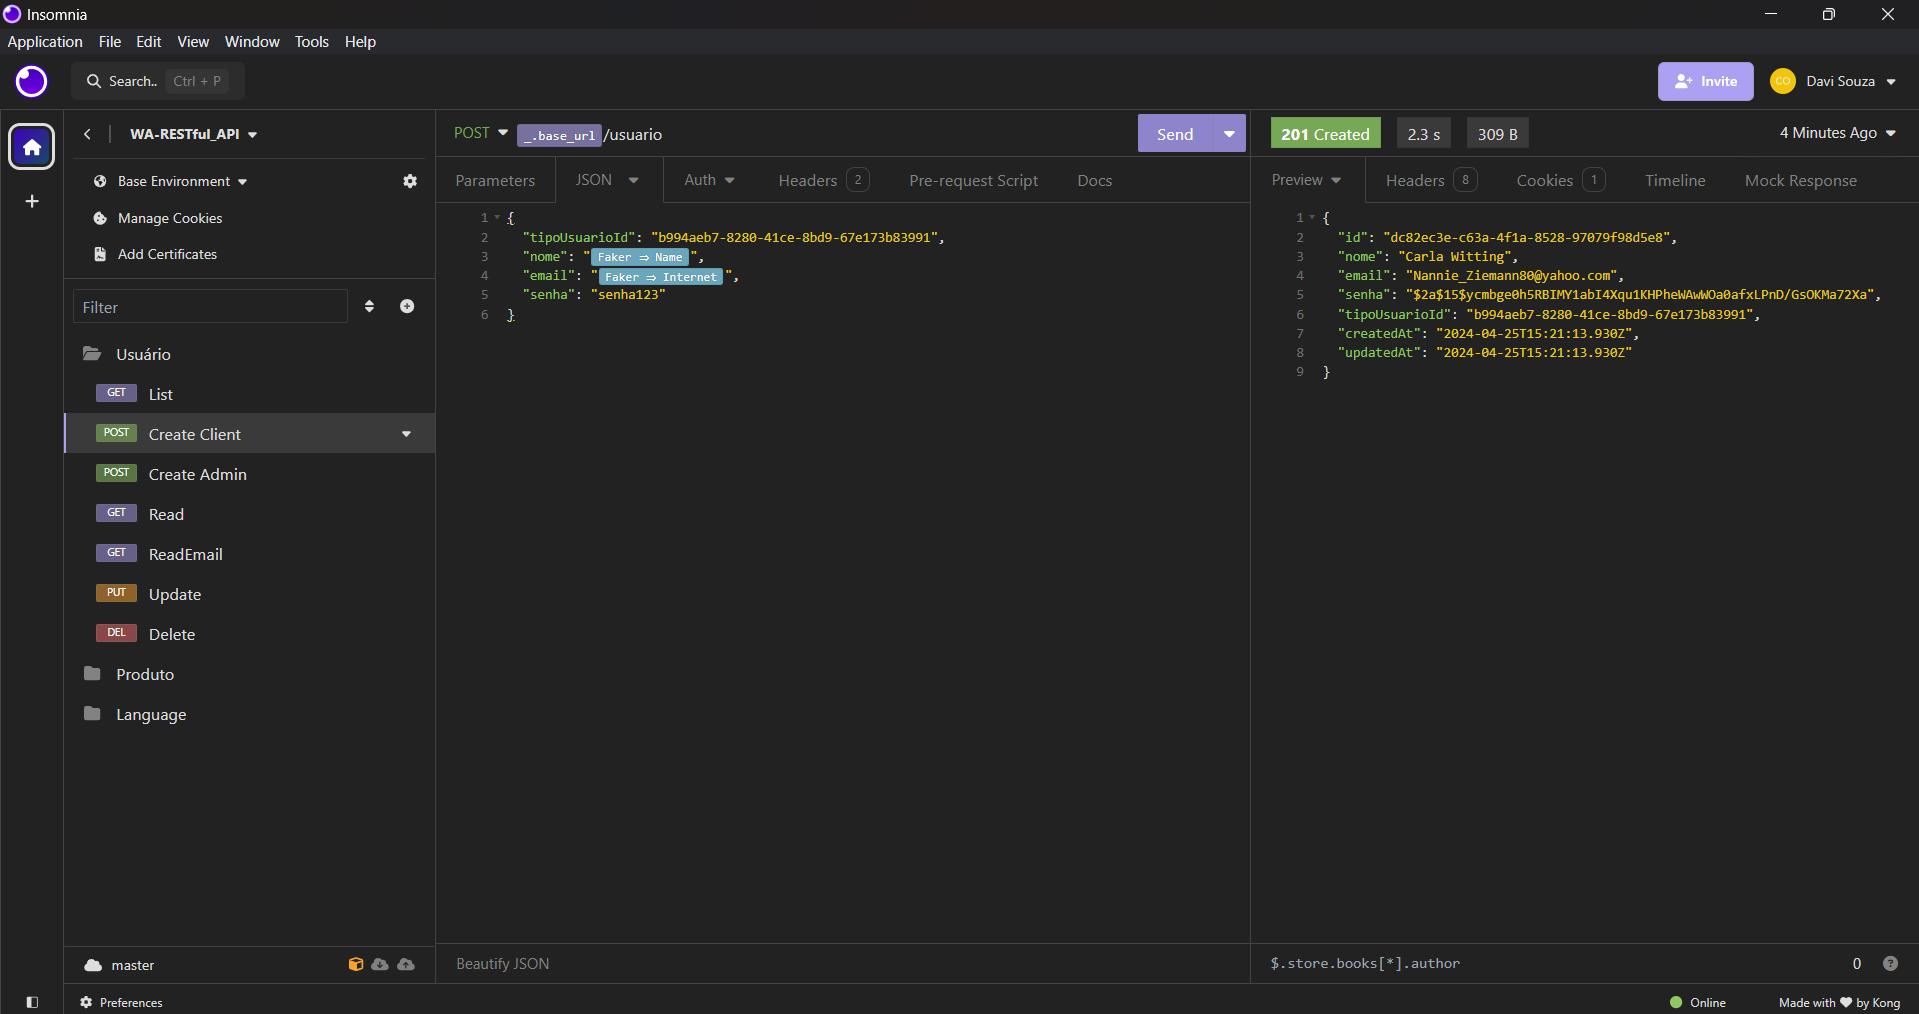 Insomnia
Application File Edit View Window Tools Help
Search.. Ctrl + P
Invite
CO Davi Souza
WA-RESTful_API
Base Environment
Manage Cookies
Add Certificates
Filter
Usuário
GET List
POST Create Client
POST Create Admin
GET Read
GET ReadEmail
PUT Update
DEL Delete
Produto
Language
master
POST _.base_url/usuario
Send
Parameters JSON Auth Headers 2 Pre-request Script Docs
1 {
2 "tipoUsuarioId": "b994aeb7-8280-41ce-8bd9-67e173b83991",
3 "nome": "Faker ⇒ Name",
4 "email": "Faker ⇒ Internet",
5 "senha": "senha123"
6 }
Beautify JSON
201 Created 2.3 s 309 B
4 Minutes Ago
Preview Headers 8 Cookies 1 Timeline Mock Response
1 {
2 "id": "dc82ec3e-c63a-4f1a-8528-97079f98d5e8",
3 "nome": "Carla Witting",
4 "email": "Nannie_Ziemann80@yahoo.com",
5 "senha": "$2a$15$ycmbge0h5RBIMY1abI4Xqu1KHPheWAwWOa0afxLPnD/GsOKMa72Xa",
6 "tipoUsuarioId": "b994aeb7-8280-41ce-8bd9-67e173b83991",
7 "createdAt": "2024-04-25T15:21:13.930Z",
8 "updatedAt": "2024-04-25T15:21:13.930Z"
9 }
$.store.books[*].author
0 ?
Preferences
Online
Made with ♥ by Kong